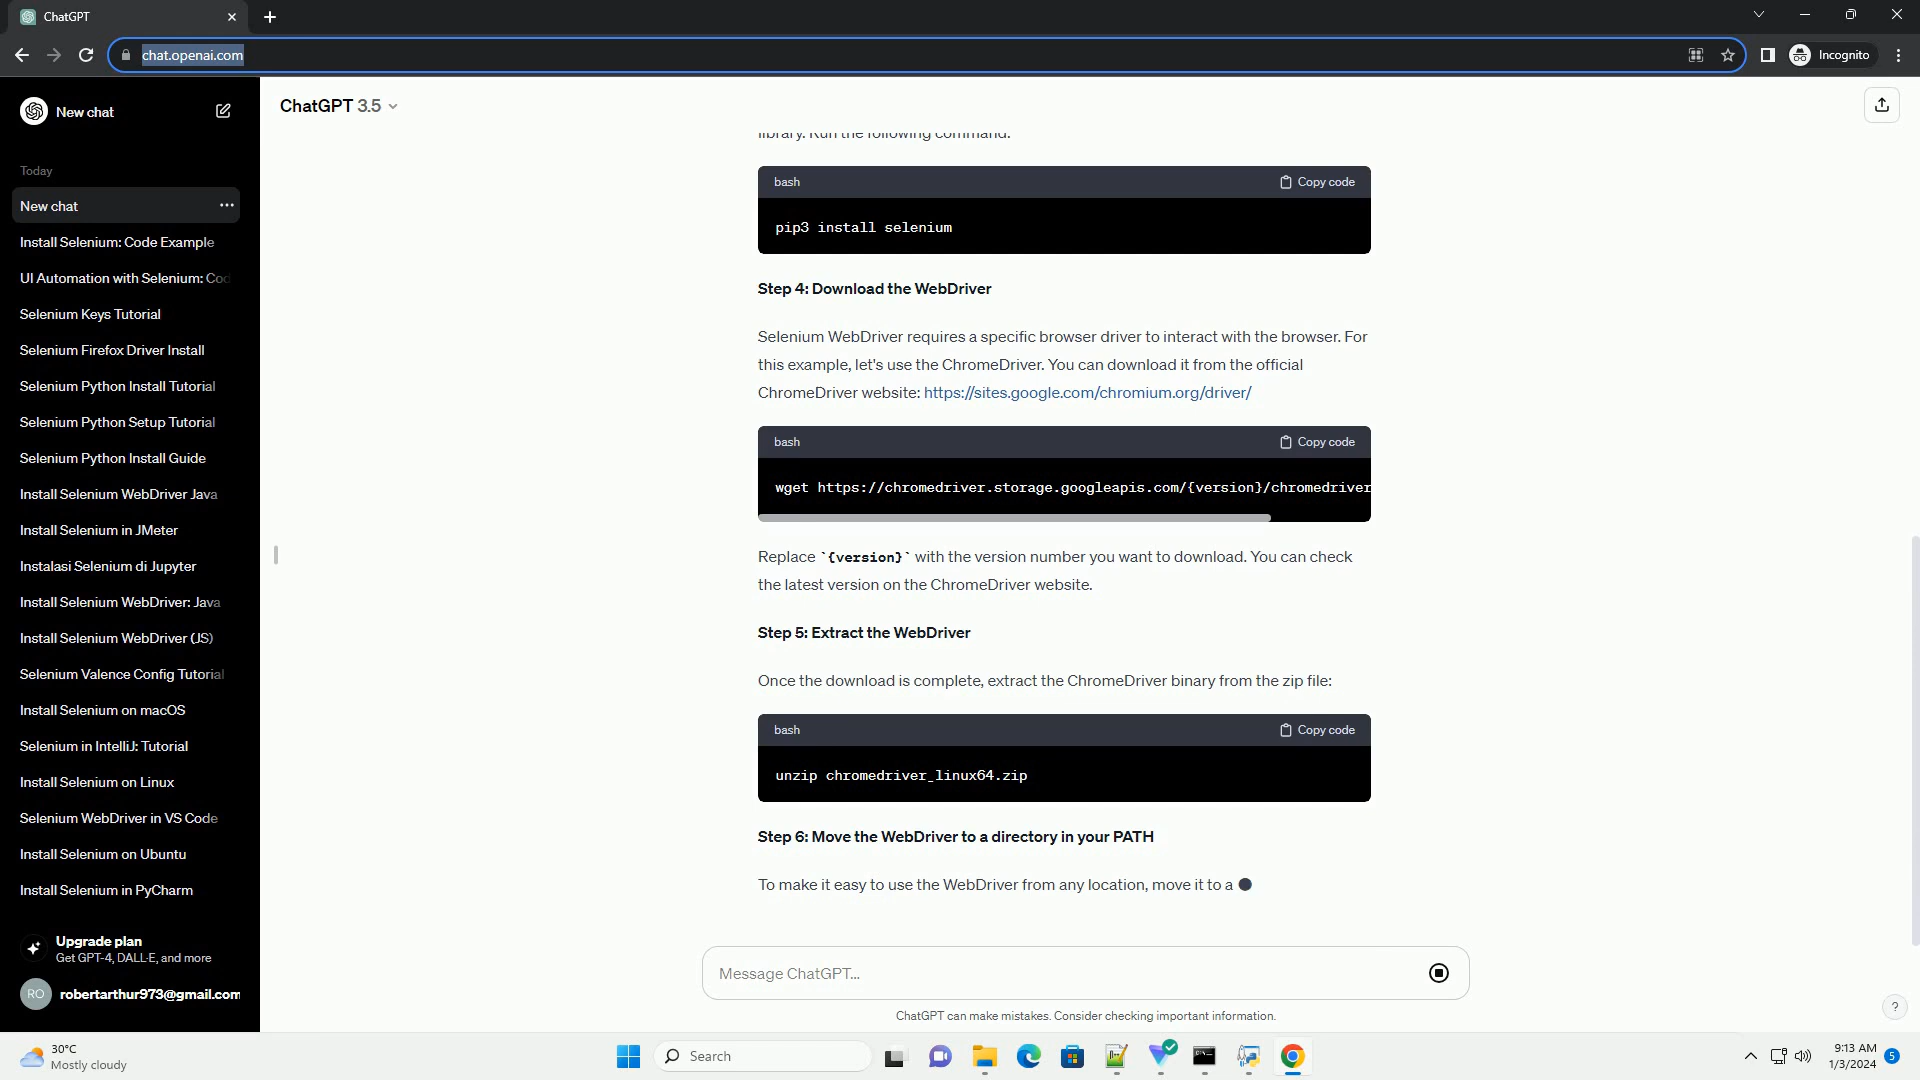 ChatGPT
chat.openai.com
Incognito
New chat
ChatGPT 3.5
Today
New chat
Install Selenium: Code Example
UI Automation with Selenium: Cod
Selenium Keys Tutorial
Selenium Firefox Driver Install
Selenium Python Install Tutorial
Selenium Python Setup Tutorial
Selenium Python Install Guide
Install Selenium WebDriver Java
Install Selenium in JMeter
Instalasi Selenium di Jupyter
Install Selenium WebDriver: Java
Install Selenium WebDriver (JS)
Selenium Valence Config Tutorial
Install Selenium on macOS
Selenium in IntelliJ: Tutorial
Install Selenium on Linux
Selenium WebDriver in VS Code
Install Selenium on Ubuntu
Install Selenium in PyCharm
Upgrade plan
Get GPT-4, DALL·E, and more
RO robertarthur973@gmail.com
library. Run the following command:
bash Copy code
pip3 install selenium
Step 4: Download the WebDriver
Selenium WebDriver requires a specific browser driver to interact with the browser. For
this example, let's use the ChromeDriver. You can download it from the official
ChromeDriver website: https://sites.google.com/chromium.org/driver/
bash Copy code
wget https://chromedriver.storage.googleapis.com/{version}/chromedriver
Replace `{version}` with the version number you want to download. You can check
the latest version on the ChromeDriver website.
Step 5: Extract the WebDriver
Once the download is complete, extract the ChromeDriver binary from the zip file:
bash Copy code
unzip chromedriver_linux64.zip
Step 6: Move the WebDriver to a directory in your PATH
To make it easy to use the WebDriver from any location, move it to a
Message ChatGPT...
ChatGPT can make mistakes. Consider checking important information.
?
30°C
Mostly cloudy
Search
9:13 AM
1/3/2024
5